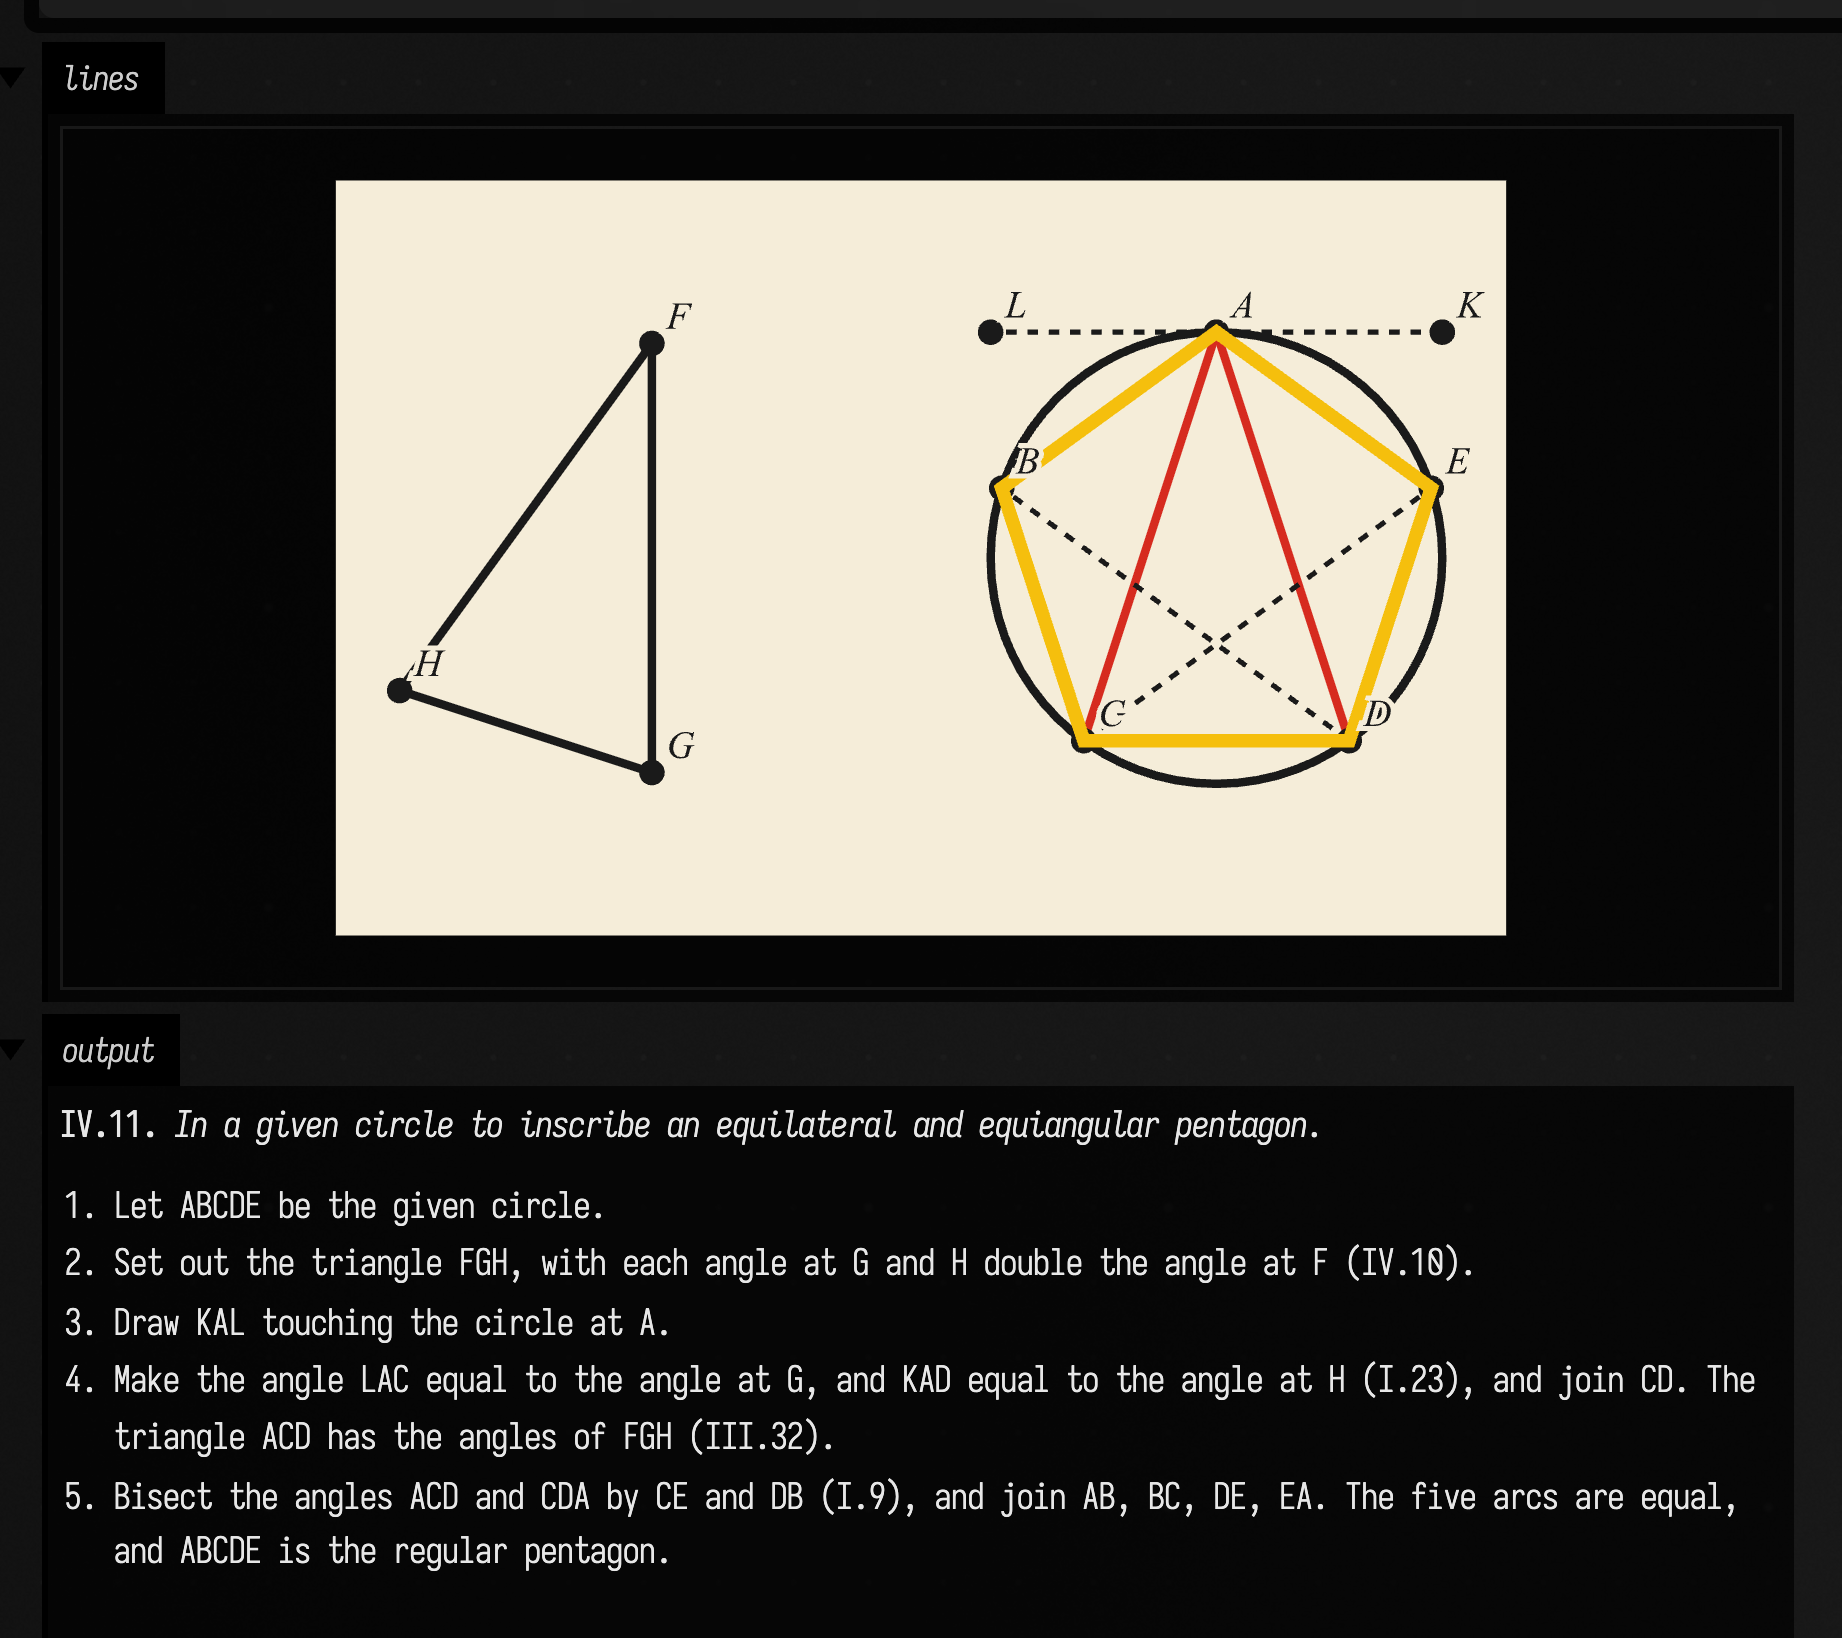 lines
F
L
A
K
B
E
H
C
D
G
output
IV.11. In a given circle to inscribe an equilateral and equiangular pentagon.
1. Let ABCDE be the given circle.
2. Set out the triangle FGH, with each angle at G and H double the angle at F (IV.10).
3. Draw KAL touching the circle at A.
4. Make the angle LAC equal to the angle at G, and KAD equal to the angle at H (I.23), and join CD. The
triangle ACD has the angles of FGH (III.32).
5. Bisect the angles ACD and CDA by CE and DB (I.9), and join AB, BC, DE, EA. The five arcs are equal,
and ABCDE is the regular pentagon.